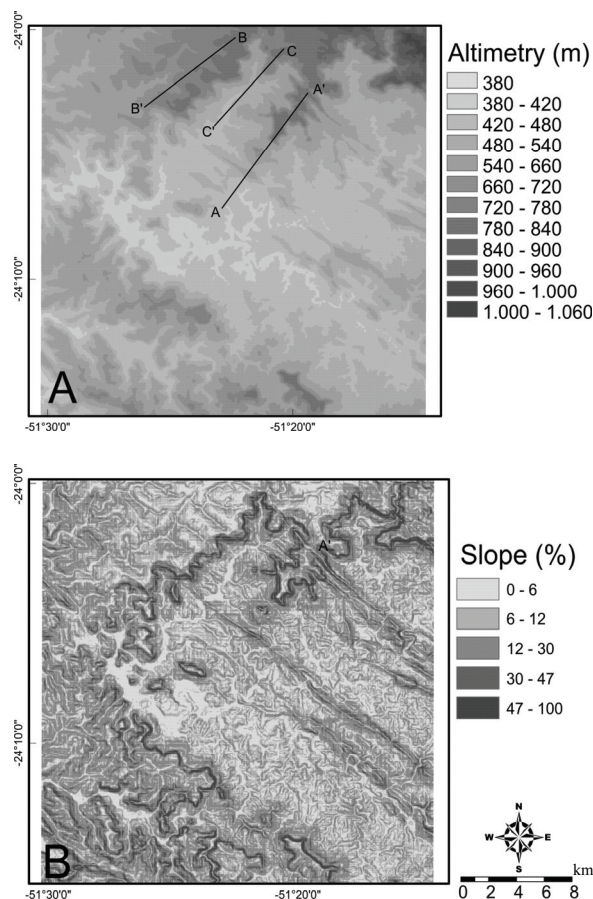 -24°0'0"
B
C
A'
B'
C'
A
-24°10'0"
A
-51°30'0"
-51°20'0"
Altimetry (m)
380
380 - 420
420 - 480
480 - 540
540 - 660
660 - 720
720 - 780
780 - 840
840 - 900
900 - 960
960 - 1.000
1.000 - 1.060
-24°0'0"
A'
-24°10'0"
B
-51°30'0"
-51°20'0"
Slope (%)
0 - 6
6 - 12
12 - 30
30 - 47
47 - 100
N
W E
S
km
0 2 4 6 8